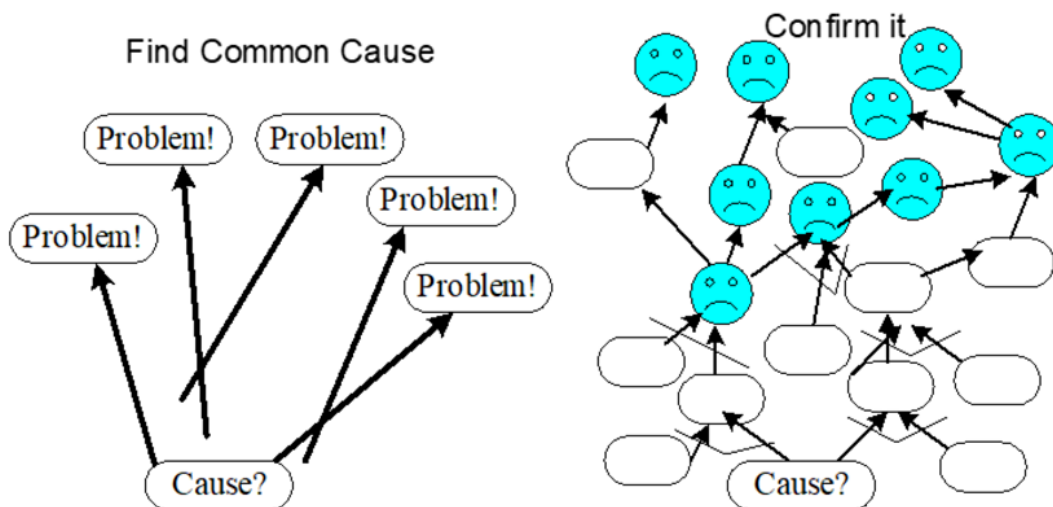 Find Common Cause
Problem!
Problem!
Problem!
Problem!
Problem!
Cause?
Confirm it
Cause?